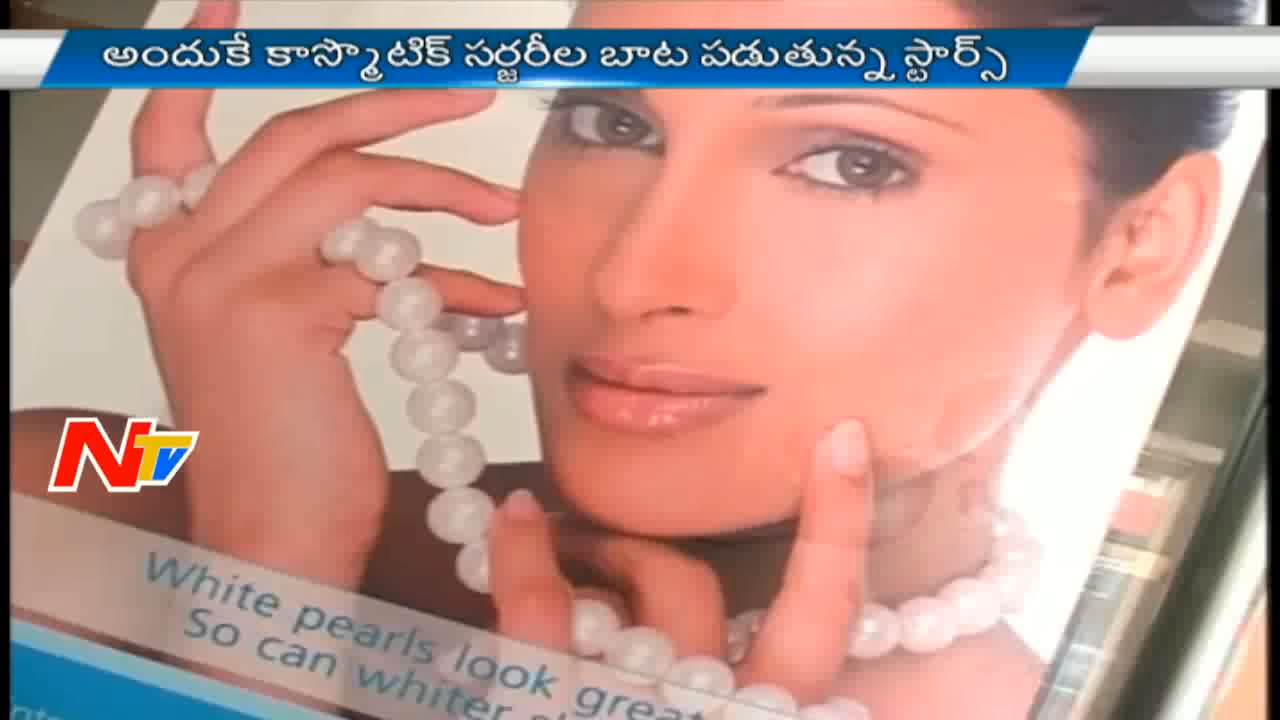 అందుకే కాస్మొటిక్ సర్జరీల బాట పడుతున్న స్టార్స్
NTV
White pearls look great
So can whiter